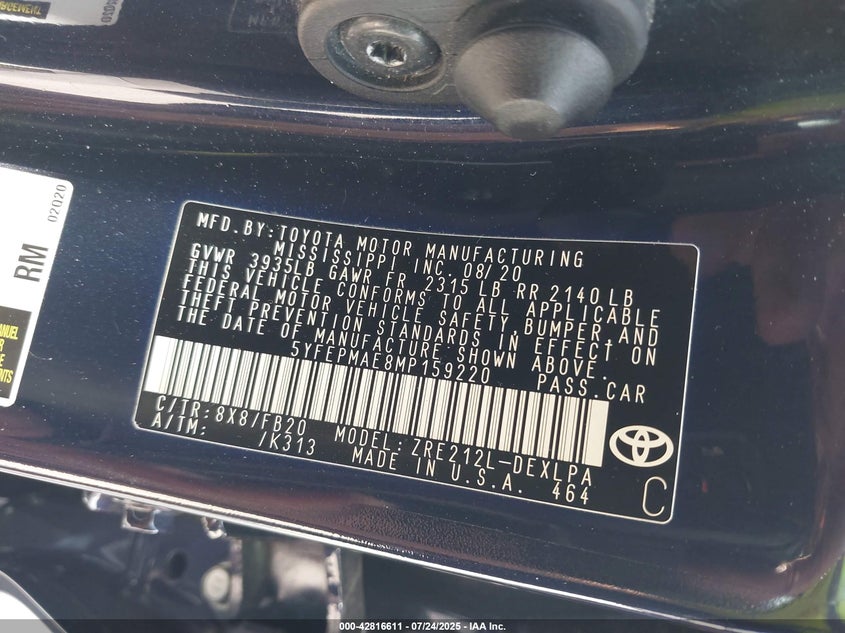 RM 02020
MANUEL
MFD. BY: TOYOTA MOTOR MANUFACTURING
MISSISSIPPI, INC. 08/20
GVWR 3935LB GAWR FR 2315 LB RR 2140 LB
THIS VEHICLE CONFORMS TO ALL APPLICABLE
FEDERAL MOTOR VEHICLE SAFETY, BUMPER, AND
THEFT PREVENTION STANDARDS IN EFFECT ON
THE DATE OF MANUFACTURE SHOWN ABOVE.
5YFEPMAE8MP159220 PASS.CAR
C/TR: 8X8/FB20 MODEL: ZRE212L-DEXLPA
A/TM: /K313 MADE IN U.S.A. 464
C
000-42816611 - 07/24/2025 - IAA Inc.